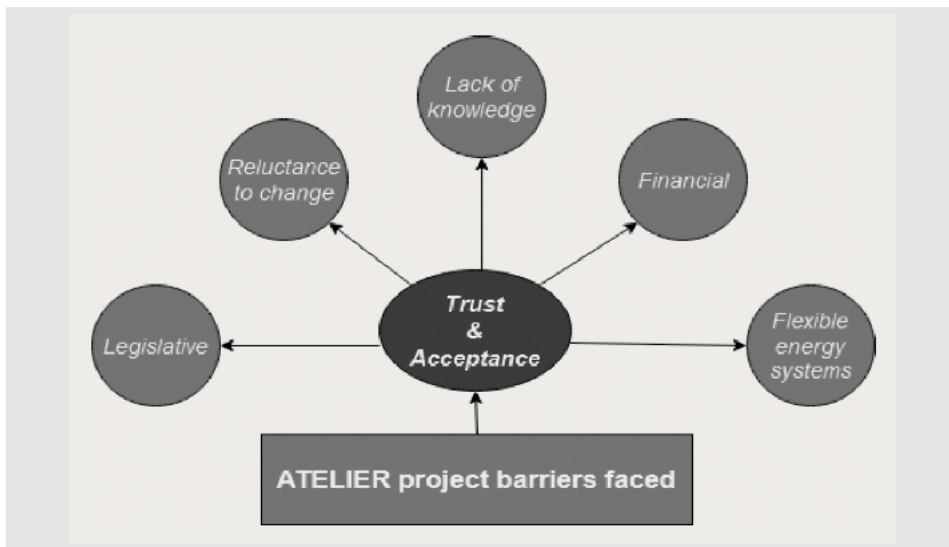 Lack of
knowledge
Reluctance
to change
Financial
Legislative
Trust
&
Acceptance
Flexible
energy
systems
ATELIER project barriers faced